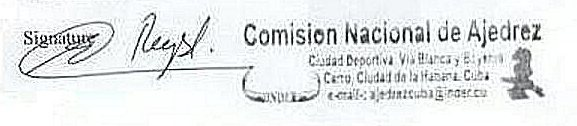 Signature
Comision Nacional de Ajedrez
Ciudad Deportiva Via Blanca y Boyeros
Cerro, Ciudad de la Habana. Cuba
INDER
e-mail-: ajedrezcuba@inder.cu